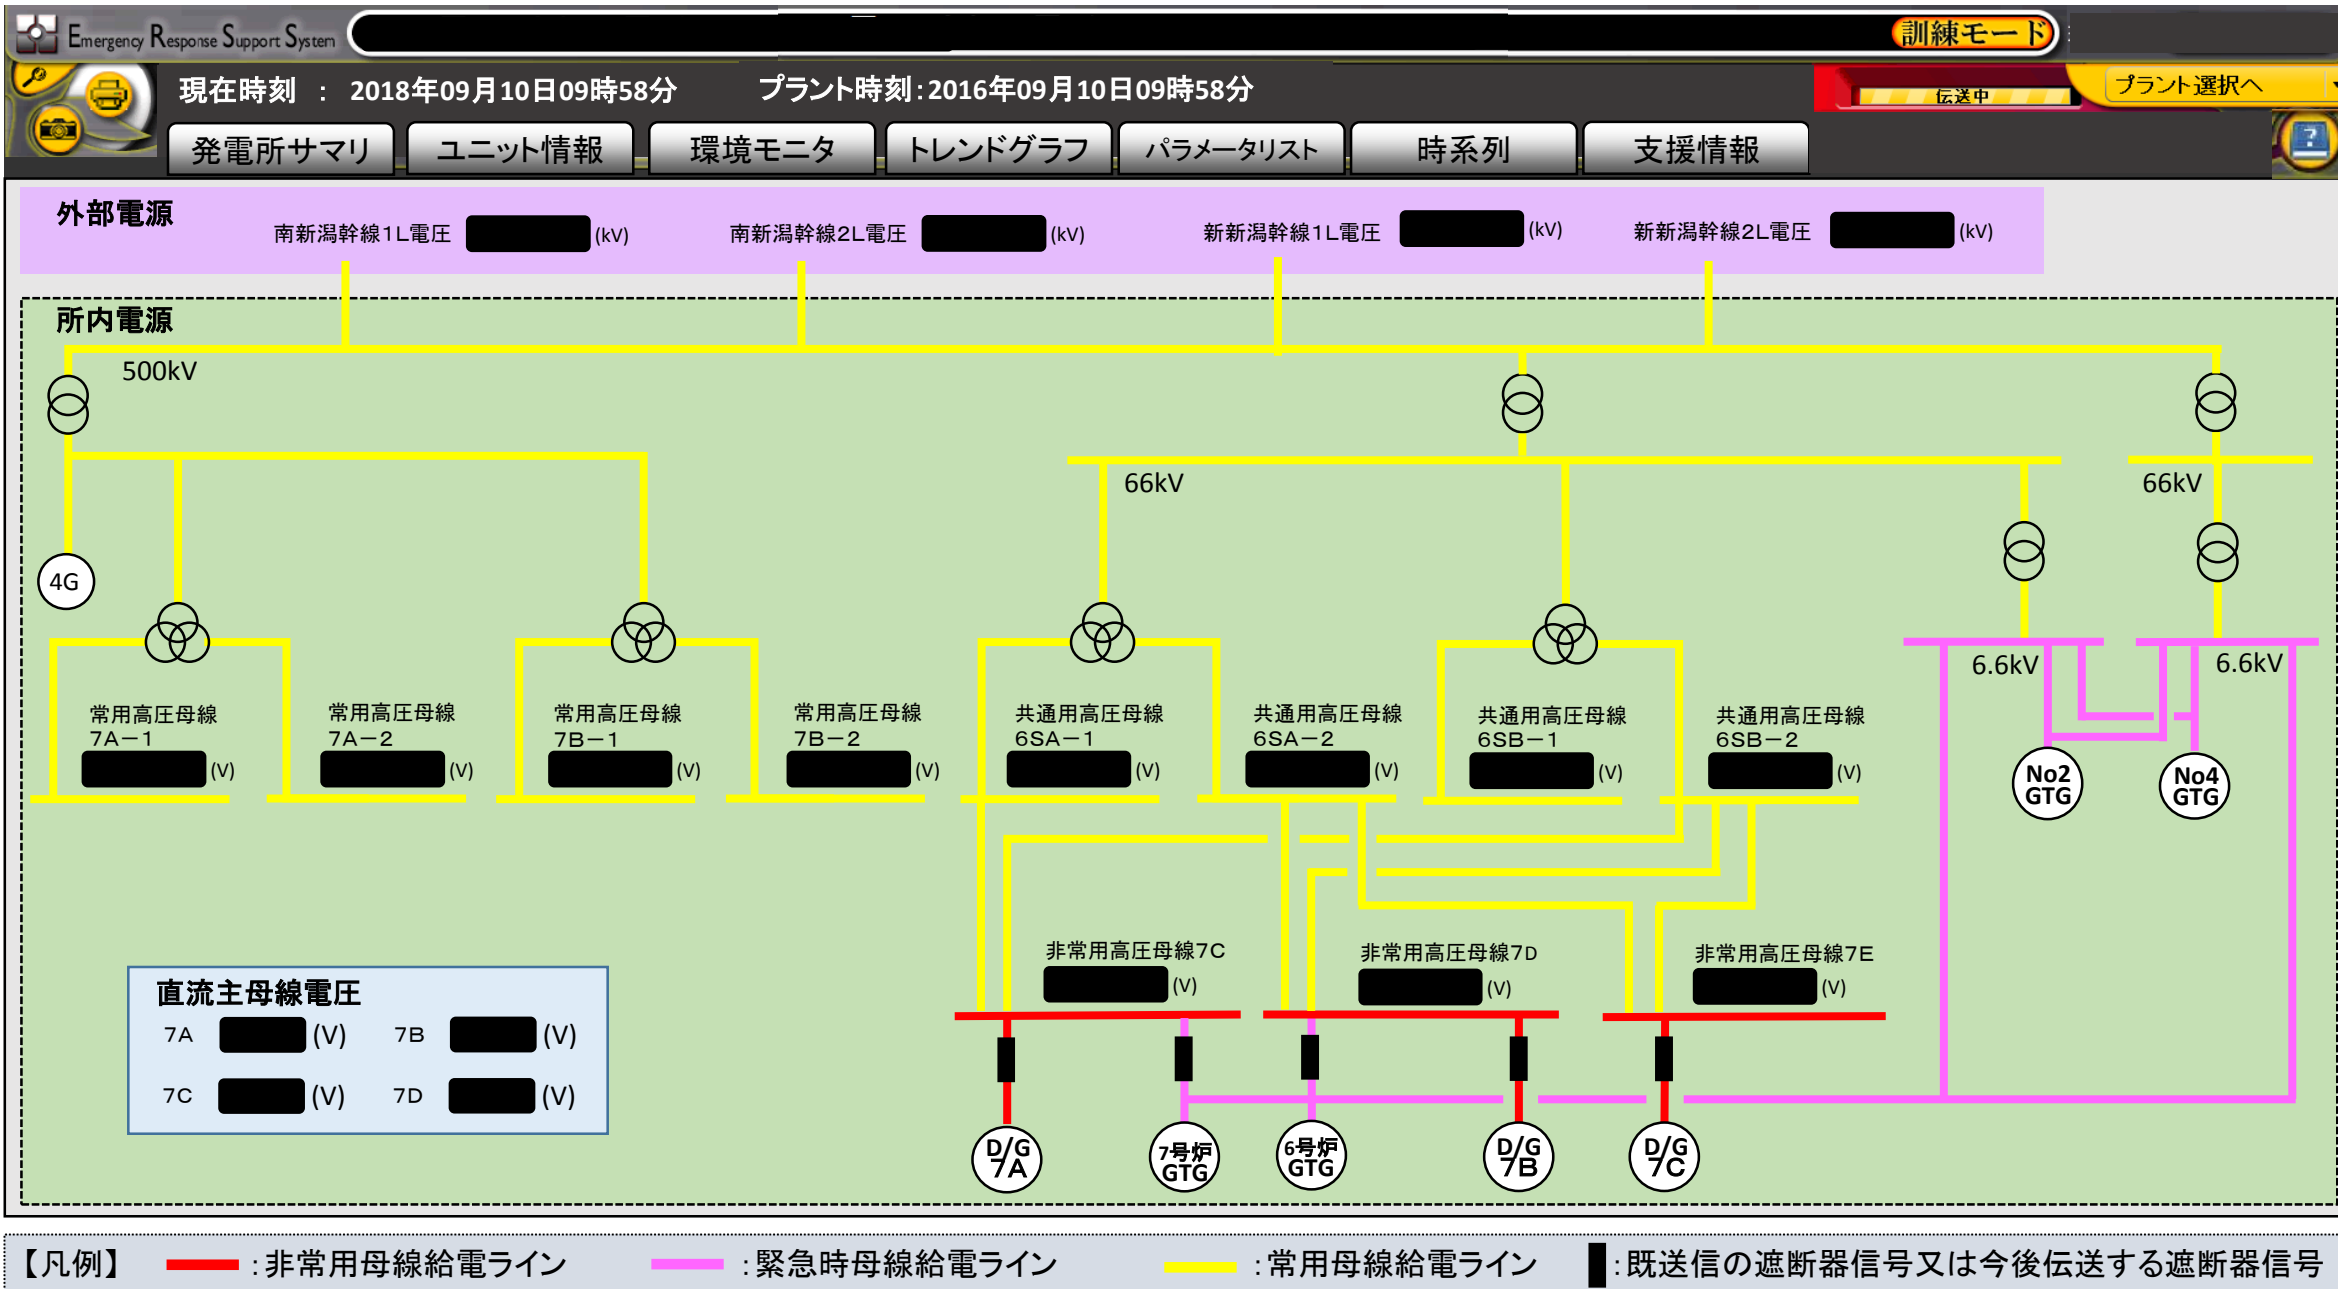 Emergency Response Support System
訓練モード
現在時刻 ： 2018年09月10日09時58分 プラント時刻：2016年09月10日09時58分
伝送中
プラント選択へ
発電所サマリ ユニット情報 環境モニタ トレンドグラフ パラメータリスト 時系列 支援情報
?
外部電源
南新潟幹線1L電圧 (kV) 南新潟幹線2L電圧 (kV) 新新潟幹線1L電圧 (kV) 新新潟幹線2L電圧 (kV)
所内電源
500kV
66kV 66kV
4G
6.6kV 6.6kV
常用高圧母線 常用高圧母線 常用高圧母線 常用高圧母線 共通用高圧母線 共通用高圧母線 共通用高圧母線 共通用高圧母線
7A－1 7A－2 7B－1 7B－2 6SA－1 6SA－2 6SB－1 6SB－2
(V) (V) (V) (V) (V) (V) (V) (V)
No2 No4
GTG GTG
非常用高圧母線7C 非常用高圧母線7D 非常用高圧母線7E
(V) (V) (V)
直流主母線電圧
7A (V) 7B (V)
7C (V) 7D (V)
D/G 7号炉 6号炉 D/G D/G
7A GTG GTG 7B 7C
【凡例】 ：非常用母線給電ライン ：緊急時母線給電ライン ：常用母線給電ライン ：既送信の遮断器信号又は今後伝送する遮断器信号